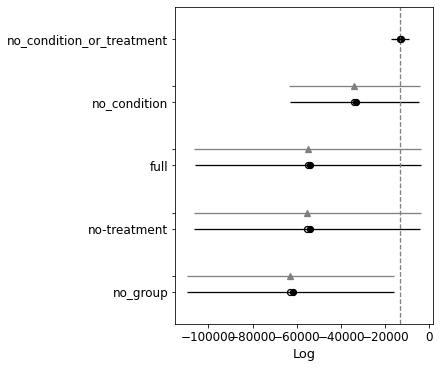 no_condition_or_treatment
no_condition
full
no-treatment
no_group
−100000 −80000 −60000 −40000 −20000 0
Log